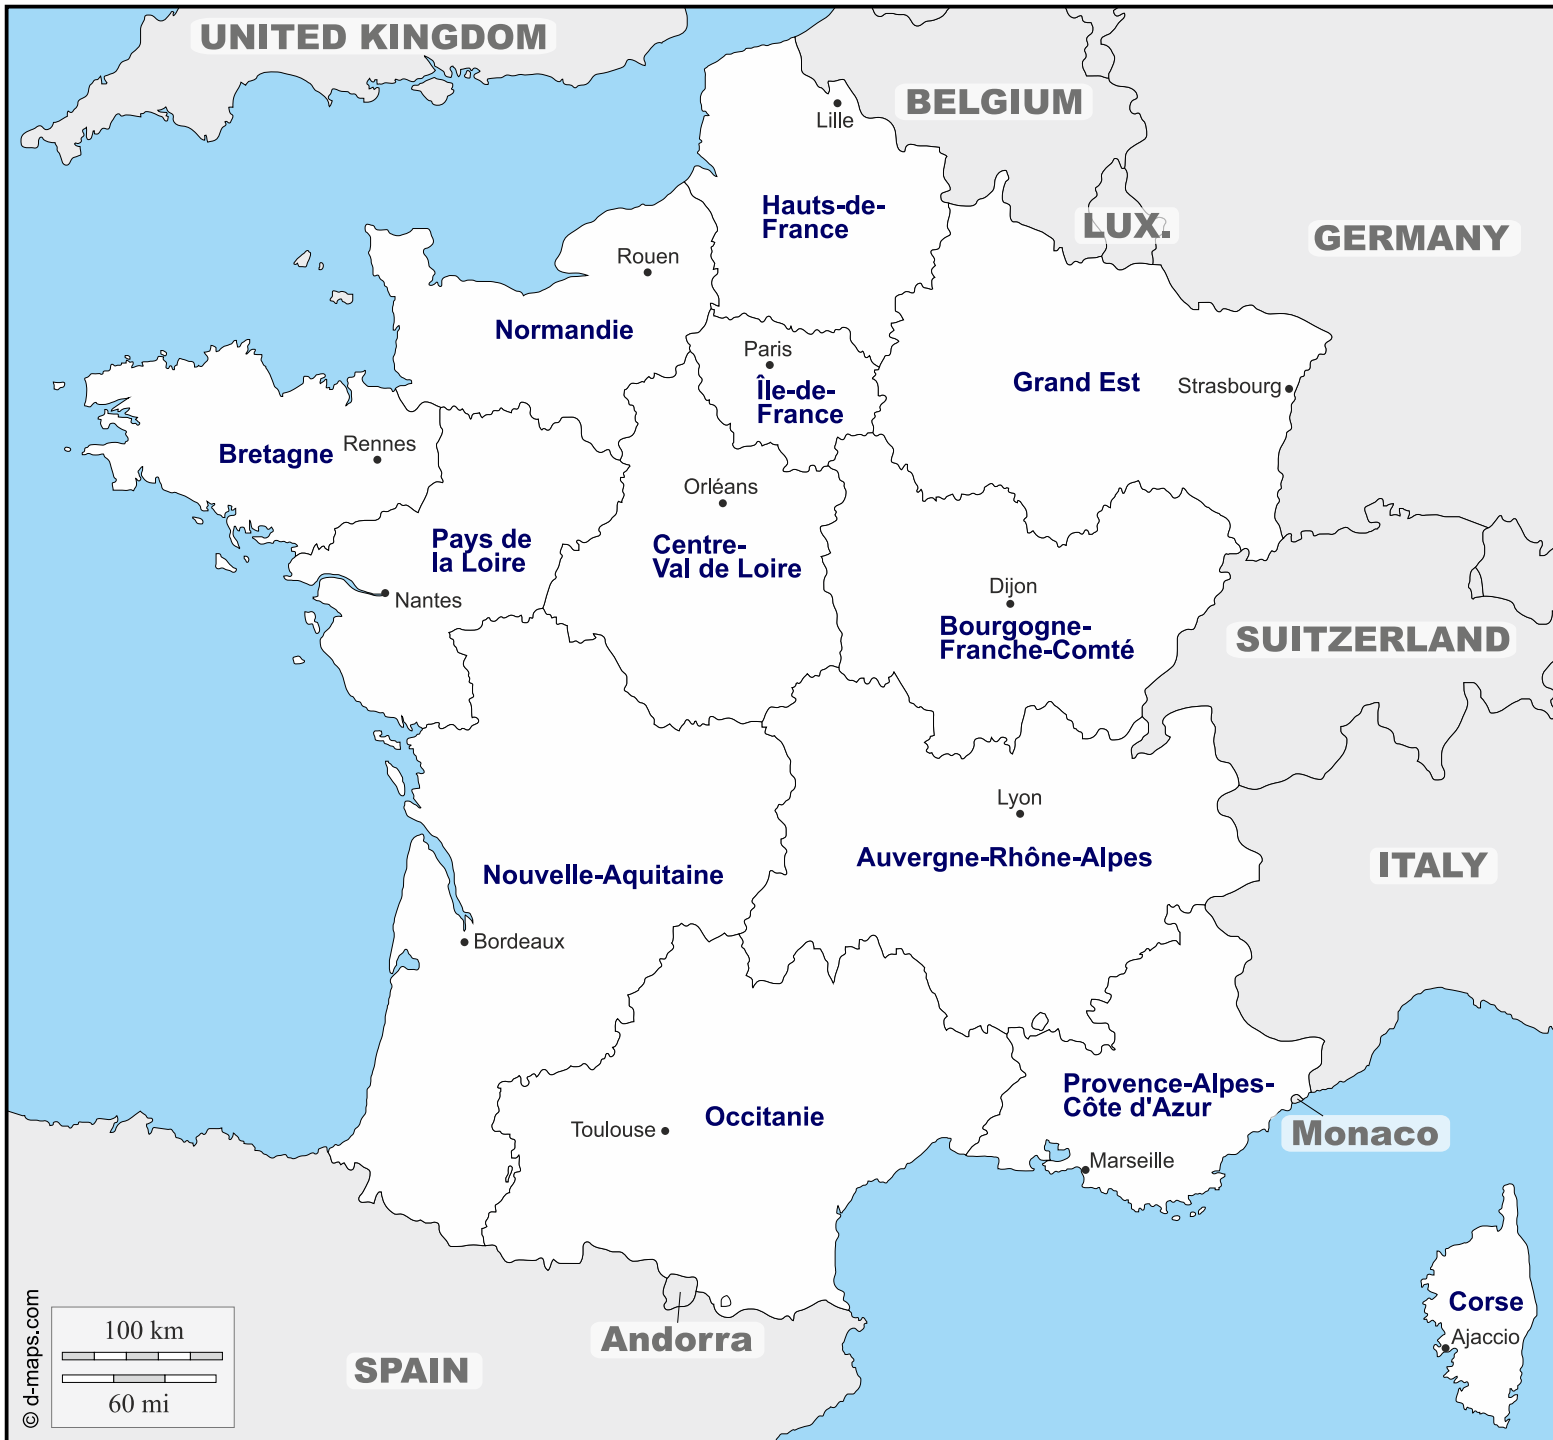 UNITED KINGDOM
BELGIUM
Lille
Hauts-de-
France
LUX.
GERMANY
Rouen
Normandie
Paris
Île-de-
France
Grand Est
Strasbourg
Bretagne
Rennes
Orléans
Pays de
la Loire
Centre-
Val de Loire
Nantes
Dijon
Bourgogne-
Franche-Comté
SUITZERLAND
Lyon
Auvergne-Rhône-Alpes
ITALY
Nouvelle-Aquitaine
Bordeaux
Provence-Alpes-
Côte d'Azur
Occitanie
Toulouse
Monaco
Marseille
Corse
Ajaccio
Andorra
SPAIN
100 km
60 mi
© d-maps.com